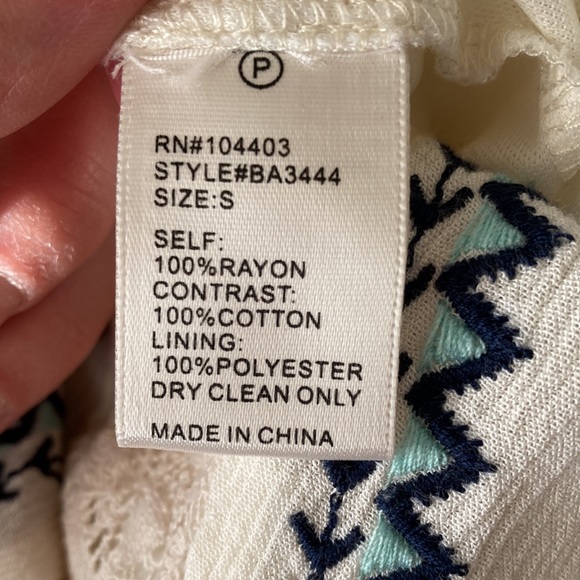 P
RN#104403
STYLE#BA3444
SIZE:S
SELF:
100%RAYON
CONTRAST:
100%COTTON
LINING:
100%POLYESTER
DRY CLEAN ONLY
MADE IN CHINA